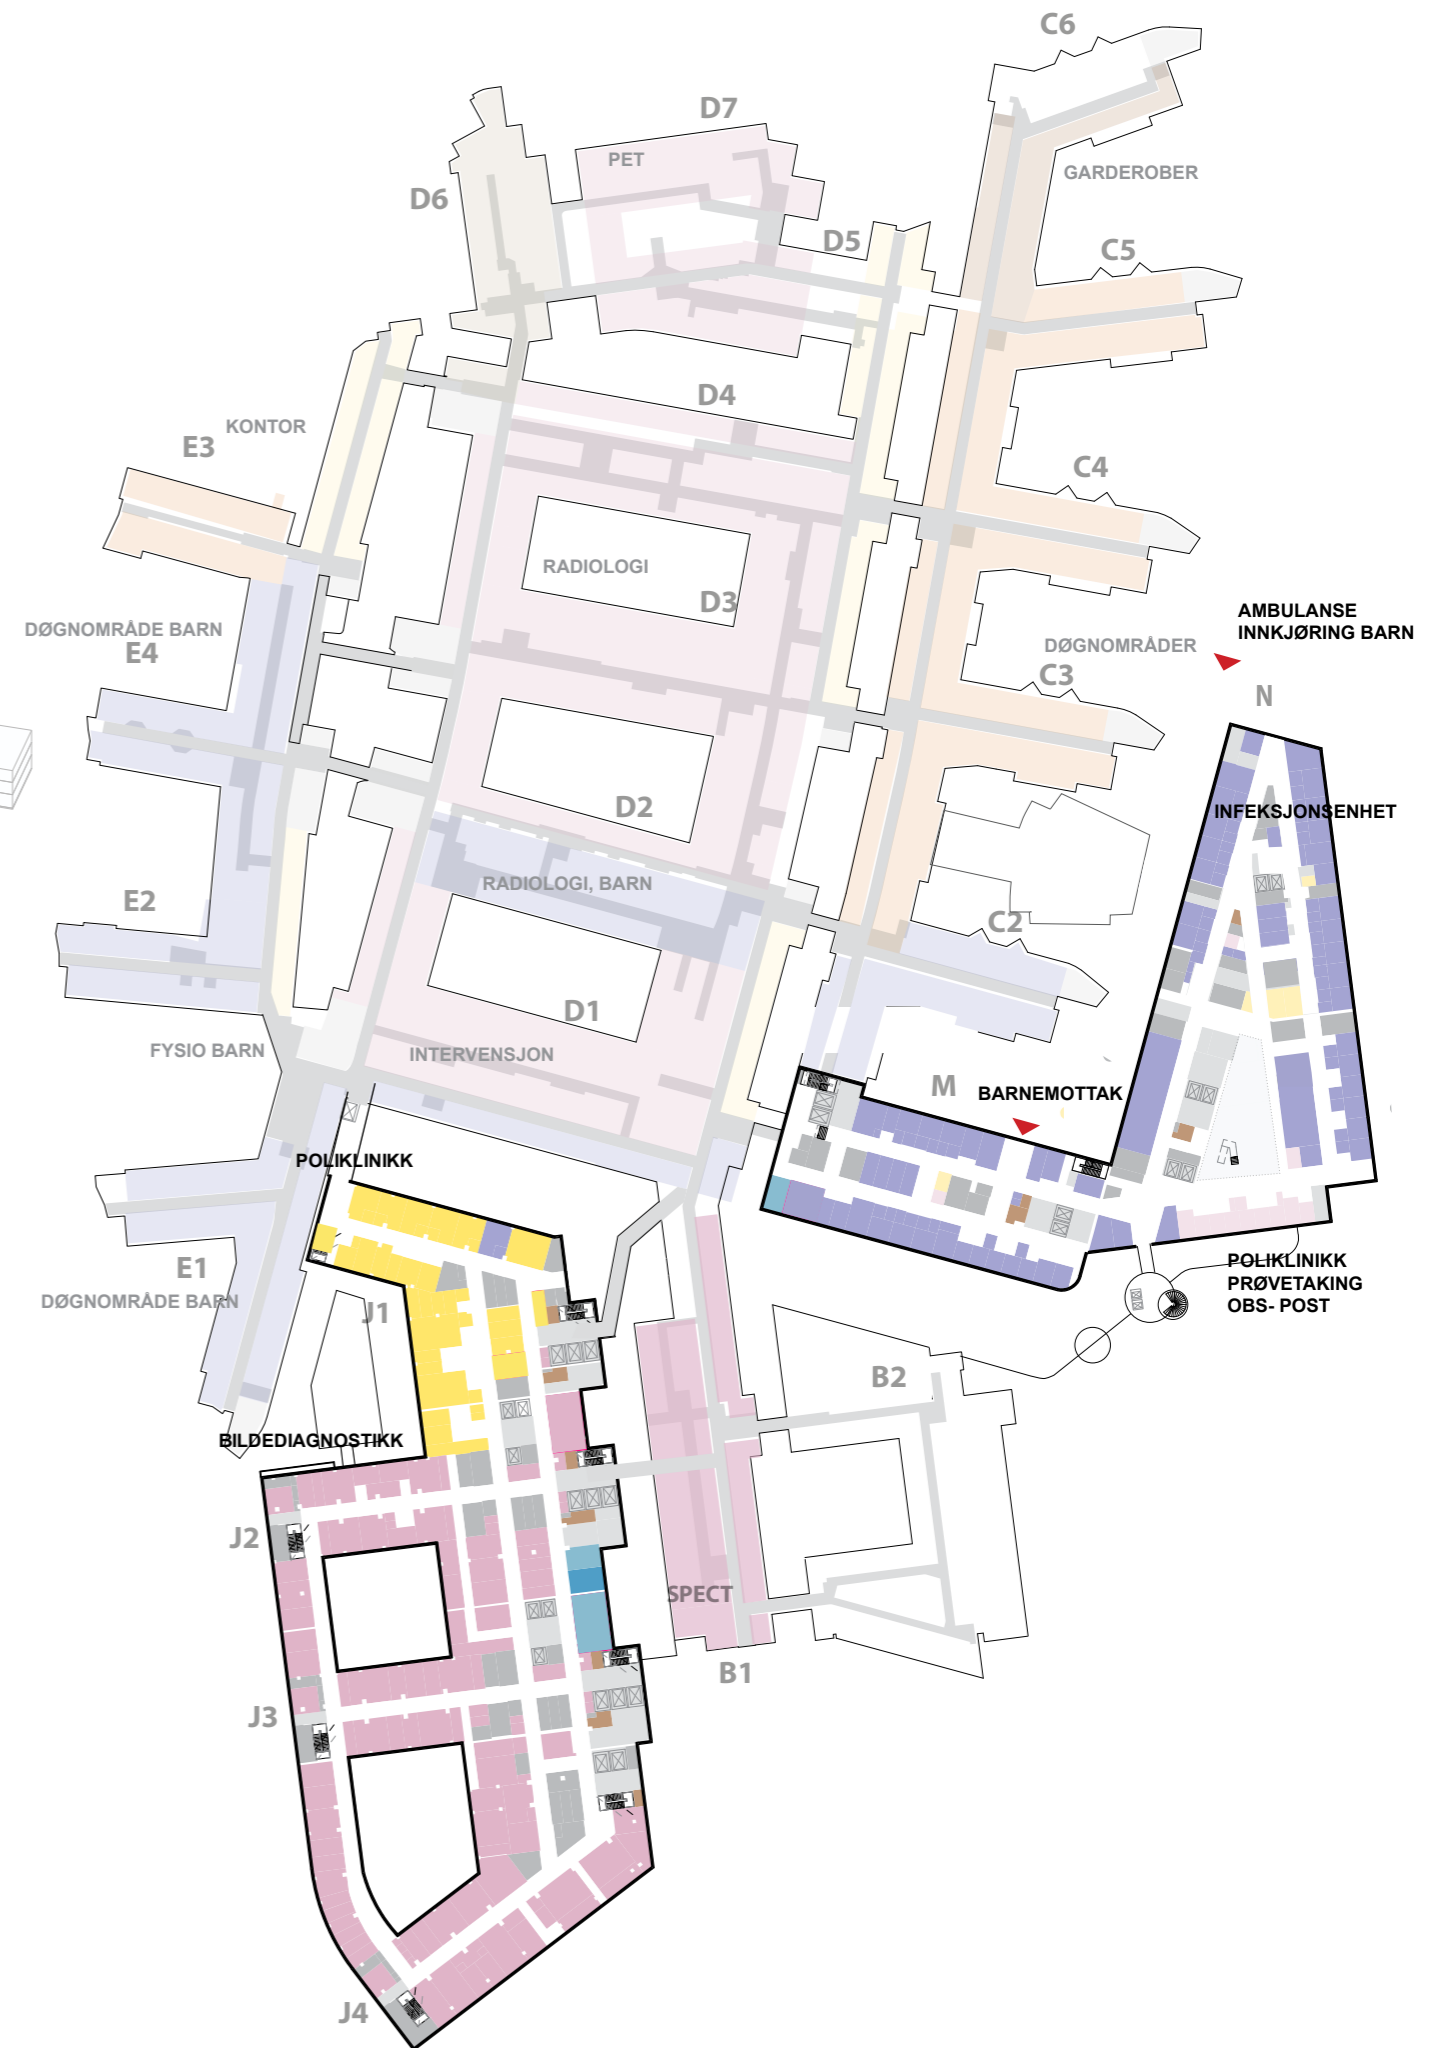 C6
D7
PET
GARDEROBER
D6
D5
C5
D4
KONTOR
E3
C4
RADIOLOGI
D3
AMBULANSE
INNKJØRING BARN
DØGNOMRÅDE BARN
E4
DØGNOMRÅDER
C3
N
D2
INFEKSJONSENHET
RADIOLOGI, BARN
E2
C2
D1
FYSIO BARN
INTERVENSJON
M
BARNEMOTTAK
POLIKLINIKK
E1
DØGNOMRÅDE BARN
J1
POLIKLINIKK
PRØVETAKING
OBS- POST
B2
BILDEDIAGNOSTIKK
J2
SPECT
B1
J3
J4